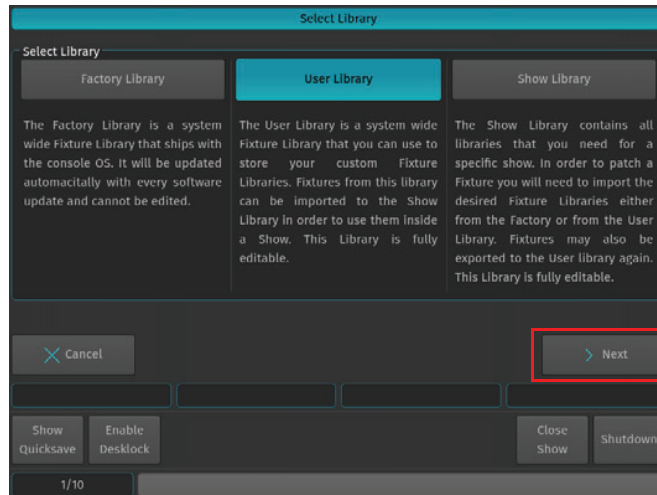 Select Library
Select Library
Factory Library
User Library
Show Library
The Factory Library is a system
wide Fixture Library that ships with
the console OS. It will be updated
automacitally with every software
update and cannot be edited.
The User Library is a system wide
Fixture Library that you can use to
store your custom Fixture
Libraries. Fixtures from this library
can be imported to the Show
Library in order to use them inside
a Show. This Library is fully
editable.
The Show Library contains all
libraries that you need for a
specific show. In order to patch a
Fixture you will need to import the
desired Fixture Libraries either
from the Factory or from the User
Library. Fixtures may also be
exported to the User library again.
This Library is fully editable.
Cancel
Next
Show
Quicksave
Enable
Desklock
Close
Show
Shutdown
1/10